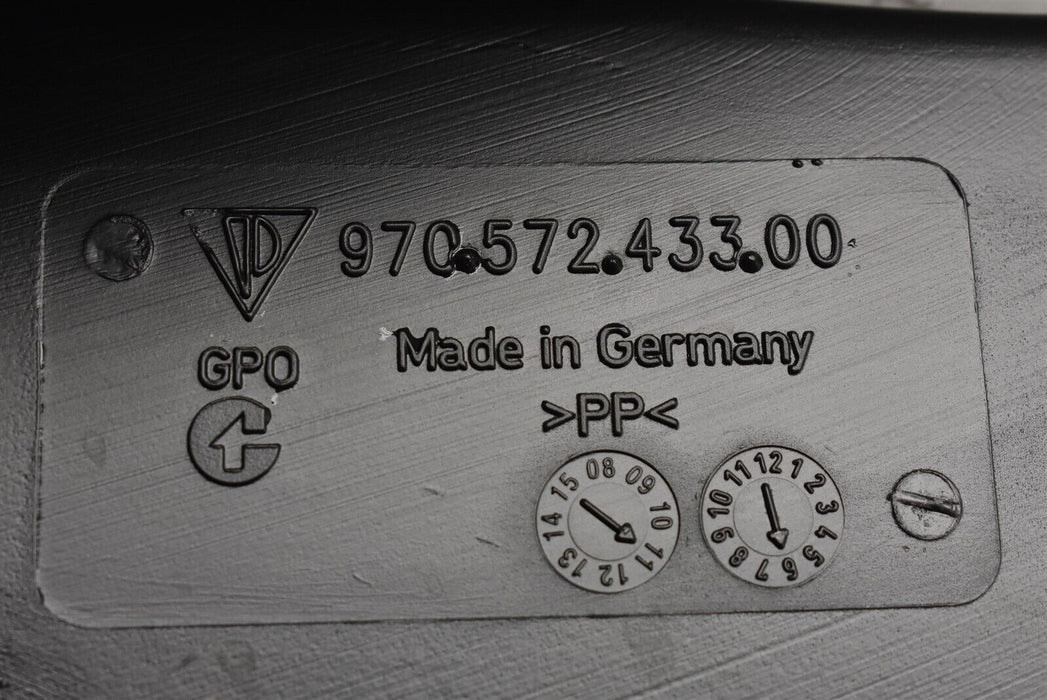 970.572.433.00
GPO
Made in Germany
>PP<
08 09 10 11 12 13 14 15
12 1 2 3 4 5 6 7 8 9 10 11